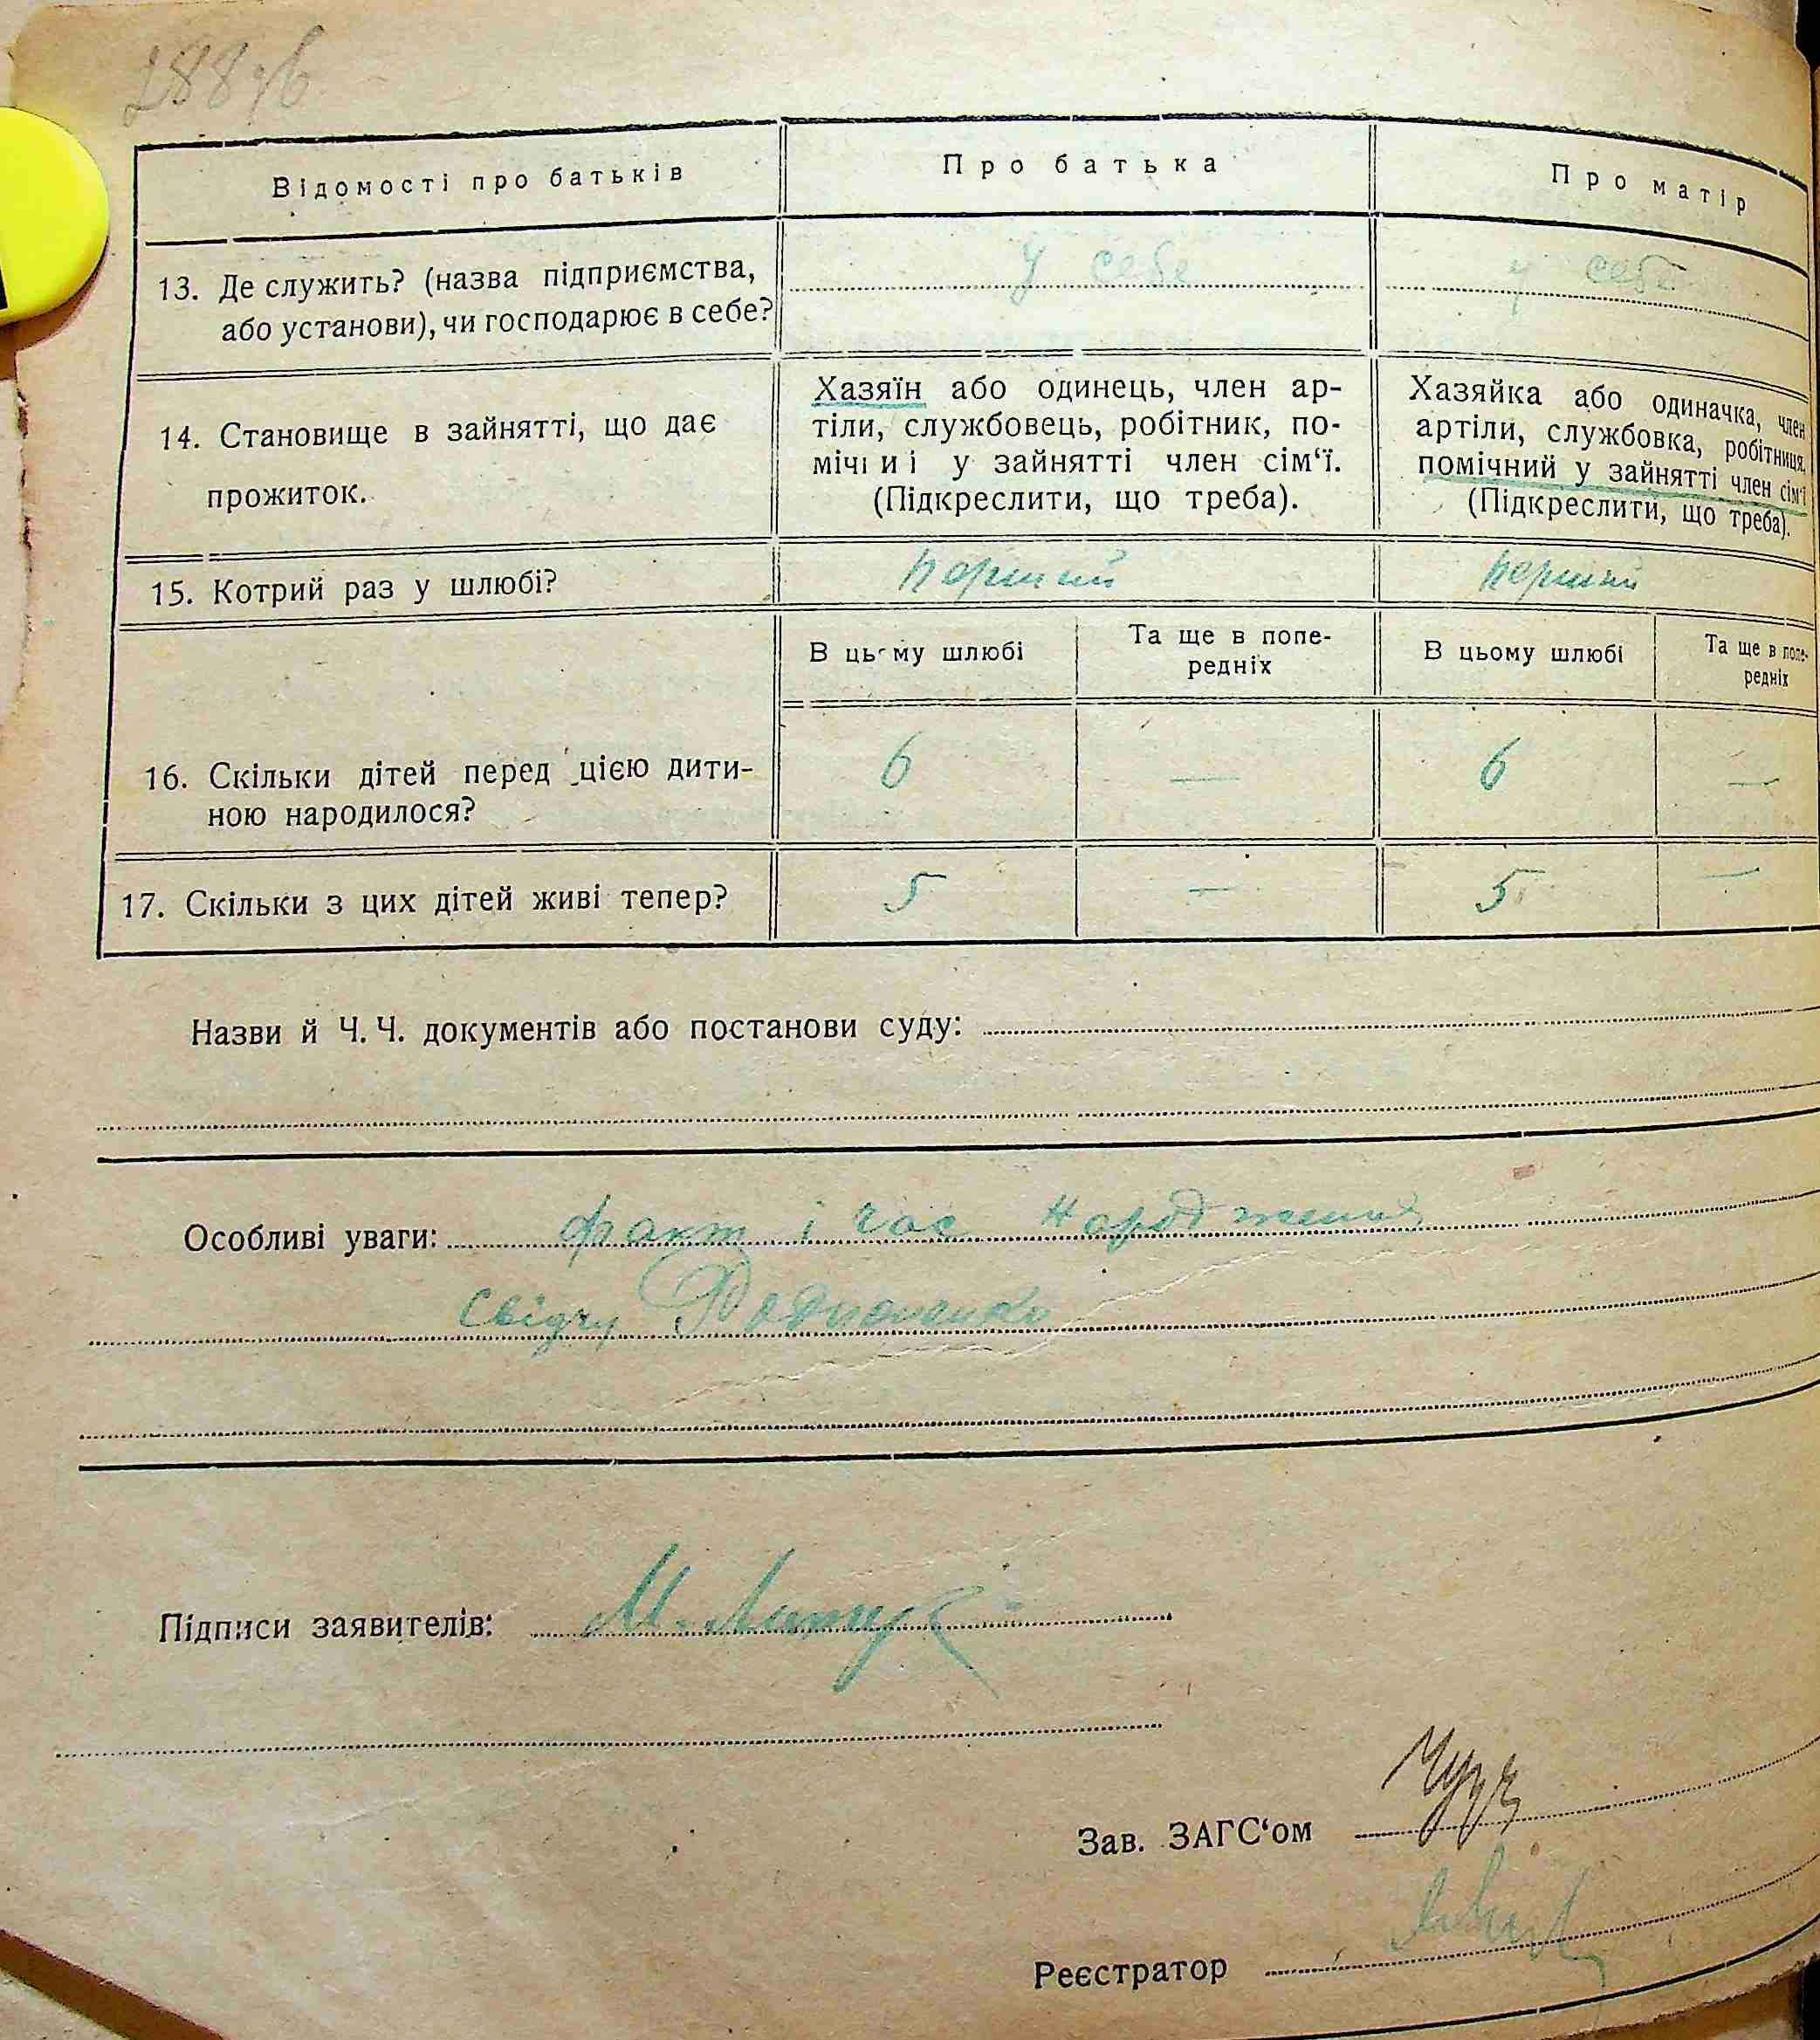 288 зв
Відомості про батьків
Про батька
Про матір
13. Де служить? (назва підприємства,
або установи), чи господарює в себе?
У себе
у себе
14. Становище в зайнятті, що дає
прожиток.
Хазяїн або одинець, член ар-
тіли, службовець, робітник, по-
мічниі у зайнятті член сім‘ї.
(Підкреслити, що треба).
Хазяйка або одиначка, член
артіли, службовка, робітниця,
помічний у зайнятті член сім‘ї
(Підкреслити, що треба).
15. Котрий раз у шлюбі?
перший
перший
В цьому шлюбі
Та ще в попе-
редніх
В цьому шлюбі
Та ще в попе-
редніх
16. Скільки дітей перед цією дити-
ною народилося?
6 — 6 —
17. Скільки з цих дітей живі тепер?
5 — 5 —
Назви й Ч. Ч. документів або постанови суду:
Особливі уваги: факт і час народження
свідчу
Підписи заявителів: М.
Зав. ЗАГС‘ом
Реєстратор